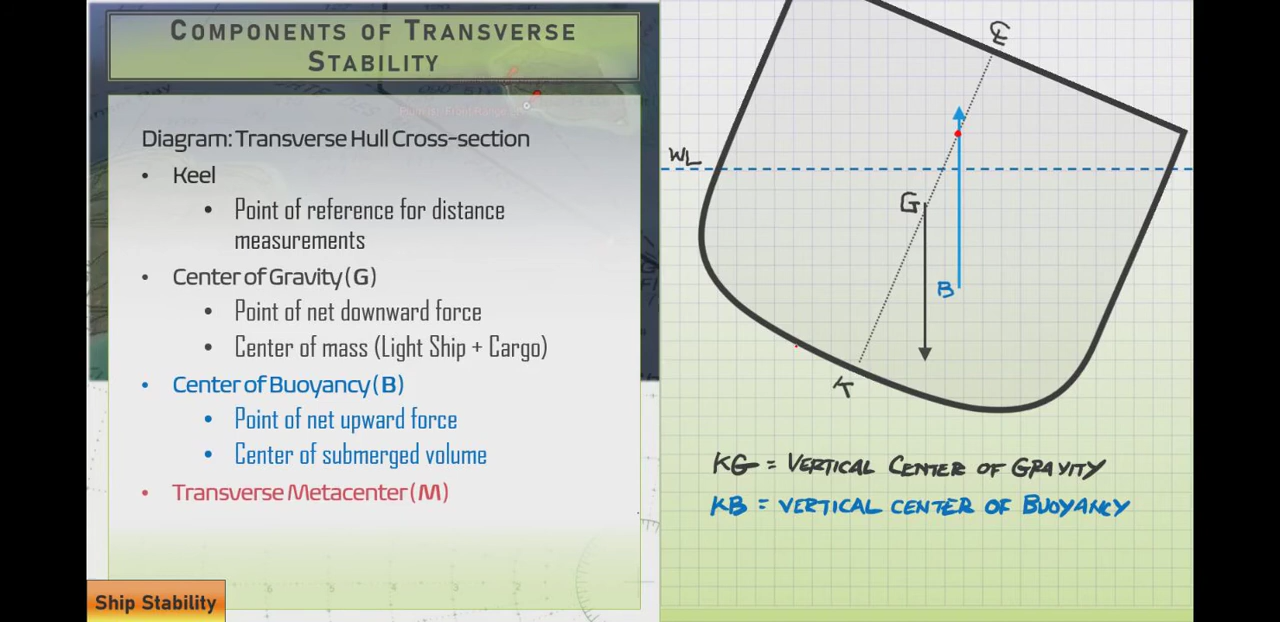 Components of Transverse
Stability
Diagram: Transverse Hull Cross-section
• Keel
• Point of reference for distance
measurements
• Center of Gravity (G)
• Point of net downward force
• Center of mass (Light Ship + Cargo)
• Center of Buoyancy (B)
• Point of net upward force
• Center of submerged volume
• Transverse Metacenter (M)
Ship Stability
℄
WL
G
B
K
KG = VERTICAL CENTER OF GRAVITY
KB = VERTICAL CENTER OF BUOYANCY